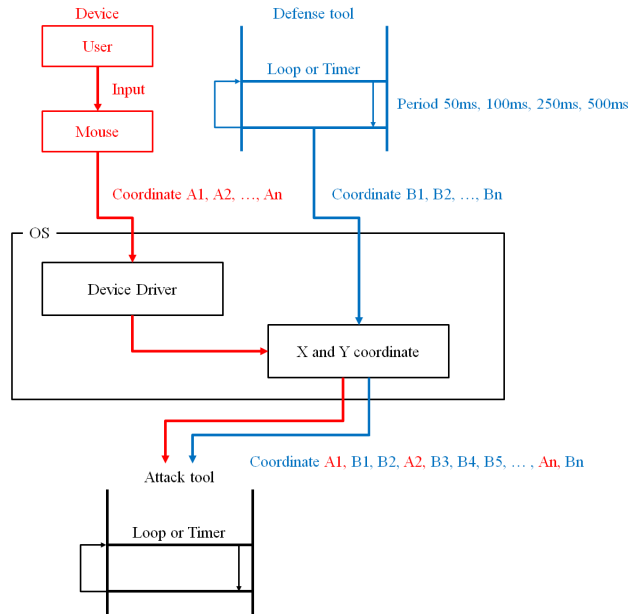 Device
Defense tool
User
Loop or Timer
Input
Period 50ms, 100ms, 250ms, 500ms
Mouse
Coordinate A1, A2, …, An
Coordinate B1, B2, …, Bn
OS
Device Driver
X and Y coordinate
Coordinate A1, B1, B2, A2, B3, B4, B5, … , An, Bn
Attack tool
Loop or Timer